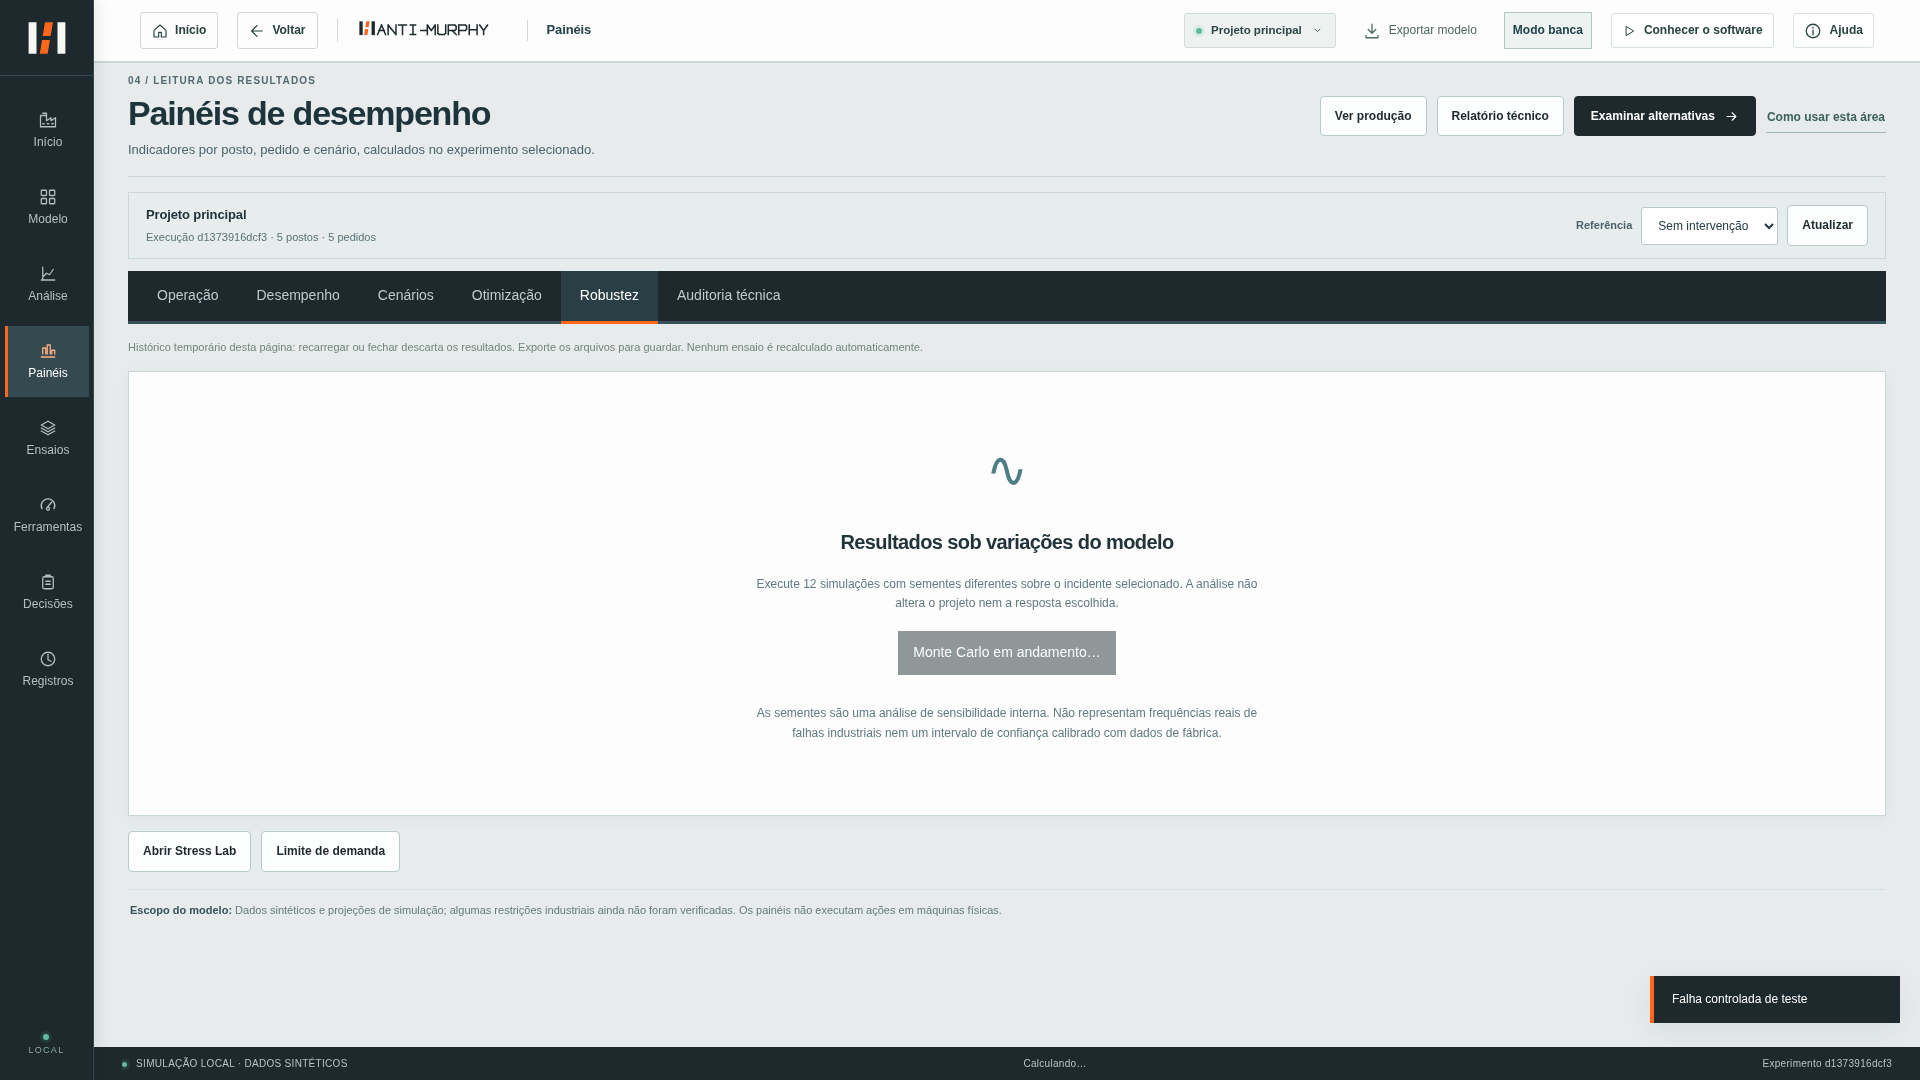 Início
Voltar
ANTI-MURPHY
Painéis
Projeto principal
Exportar modelo
Modo banca
Conhecer o software
Ajuda
Início
Modelo
Análise
Painéis
Ensaios
Ferramentas
Decisões
Registros
LOCAL
04 / LEITURA DOS RESULTADOS
Painéis de desempenho
Indicadores por posto, pedido e cenário, calculados no experimento selecionado.
Ver produção
Relatório técnico
Examinar alternativas
Como usar esta área
Projeto principal
Execução d1373916dcf3 · 5 postos · 5 pedidos
Referência
Sem intervenção
Atualizar
Operação
Desempenho
Cenários
Otimização
Robustez
Auditoria técnica
Histórico temporário desta página: recarregar ou fechar descarta os resultados. Exporte os arquivos para guardar. Nenhum ensaio é recalculado automaticamente.
∿
Resultados sob variações do modelo
Execute 12 simulações com sementes diferentes sobre o incidente selecionado. A análise não
altera o projeto nem a resposta escolhida.
Monte Carlo em andamento…
As sementes são uma análise de sensibilidade interna. Não representam frequências reais de
falhas industriais nem um intervalo de confiança calibrado com dados de fábrica.
Abrir Stress Lab
Limite de demanda
Escopo do modelo: Dados sintéticos e projeções de simulação; algumas restrições industriais ainda não foram verificadas. Os painéis não executam ações em máquinas físicas.
Falha controlada de teste
SIMULAÇÃO LOCAL · DADOS SINTÉTICOS
Calculando…
Experimento d1373916dcf3